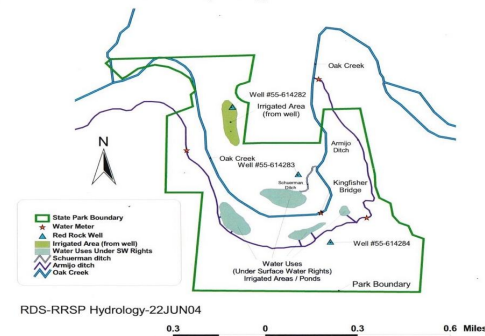 Oak Creek
Well #55-614282
Irrigated Area
(from well)
Armijo
Ditch
Oak Creek
Well #55-614283
Schuerman
Ditch
Kingfisher
Bridge
N
State Park Boundary
Water Meter
Red Rock Well
Irrigated Area (from well)
Water Uses Under SW Rights
Schuerman ditch
Armijo ditch
Oak Creek
Well #55-614284
Water Uses
(Under Surface Water Rights)
Irrigated Areas / Ponds
Park Boundary
RDS-RRSP Hydrology-22JUN04
0.3 0 0.3 0.6 Miles